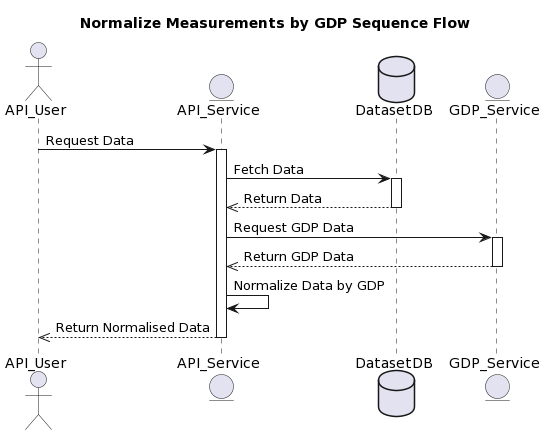 Normalize Measurements by GDP Sequence Flow
API_User API_Service DatasetDB GDP_Service
Request Data
Fetch Data
Return Data
Request GDP Data
Return GDP Data
Normalize Data by GDP
Return Normalised Data
API_User API_Service DatasetDB GDP_Service